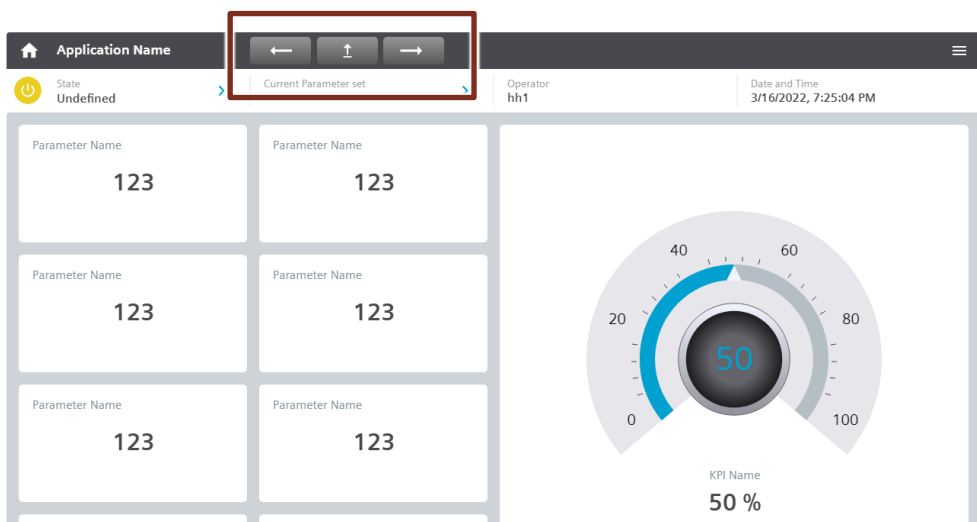 Application Name
State
Undefined
Current Parameter set
Operator
hh1
Date and Time
3/16/2022, 7:25:04 PM
Parameter Name
123
Parameter Name
123
Parameter Name
123
Parameter Name
123
Parameter Name
123
Parameter Name
123
0
20
40
60
80
100
50
KPI Name
50 %